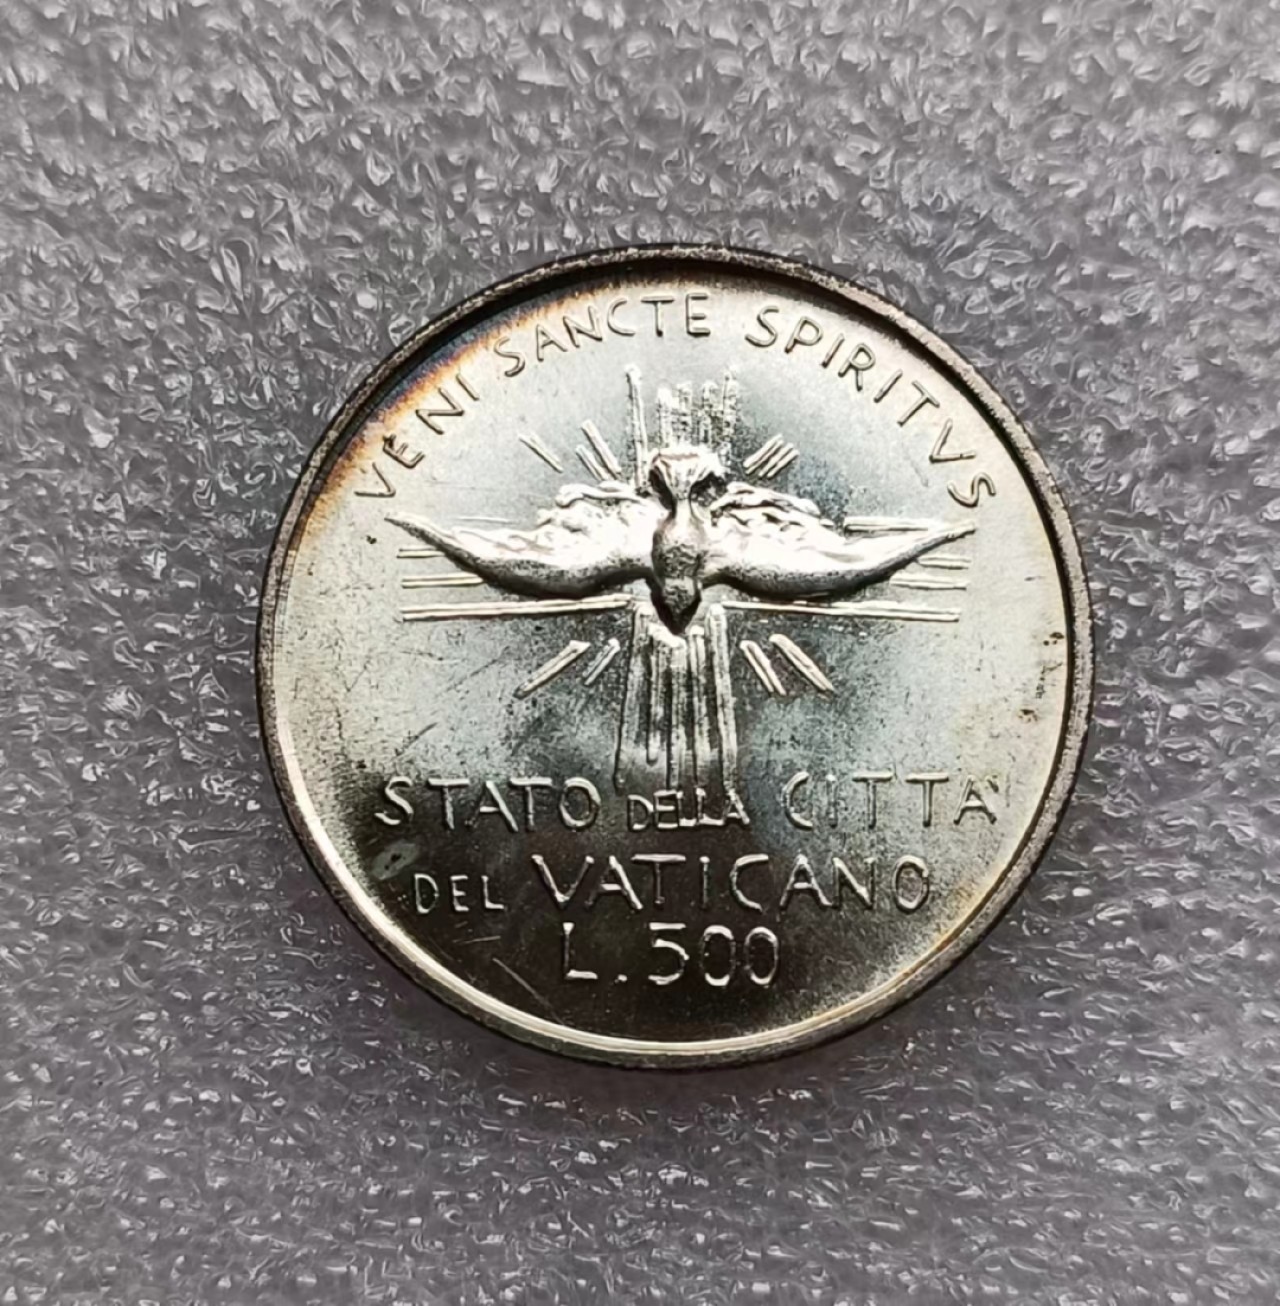 VENI SANCTE SPIRITVS
STATO DELLA CITTA'
DEL VATICANO
L.500